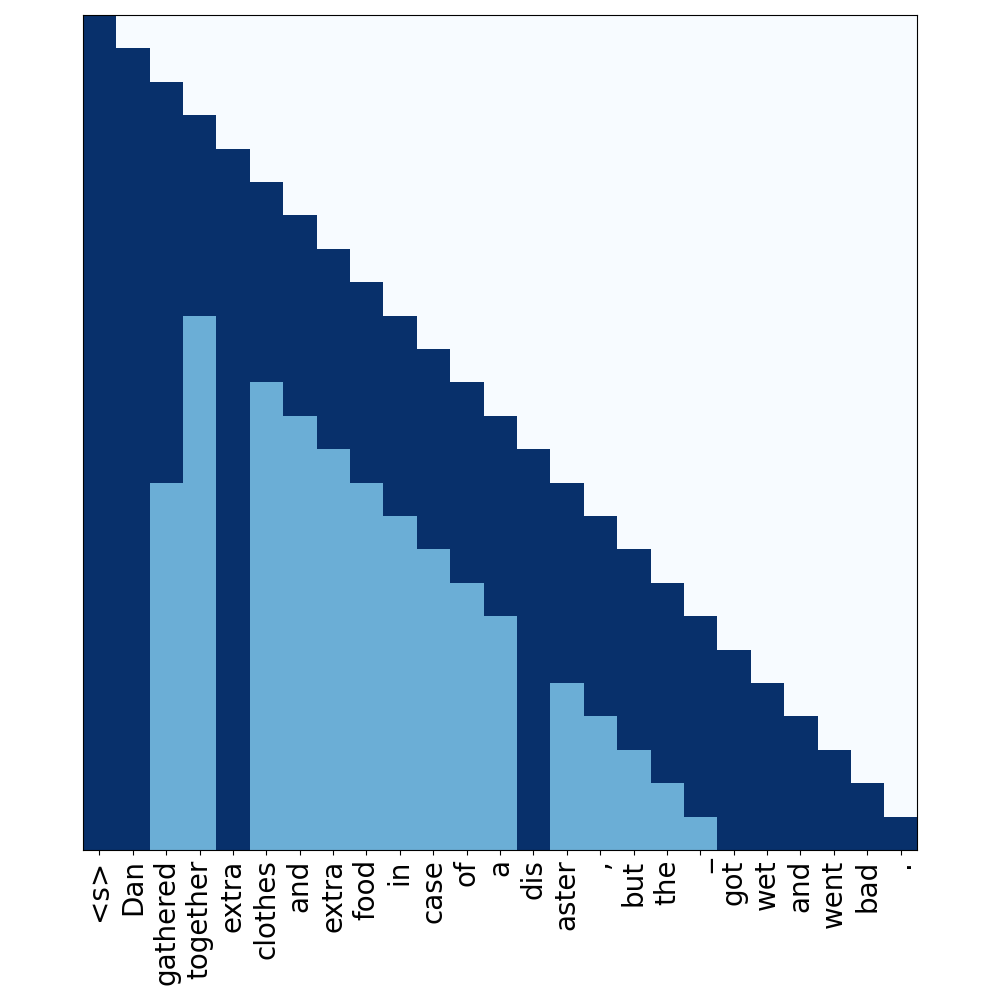 <s>
Dan
gathered
together
extra
clothes
and
extra
food
in
case
of
a
dis
aster
,
but
the
_
got
wet
and
went
bad
.